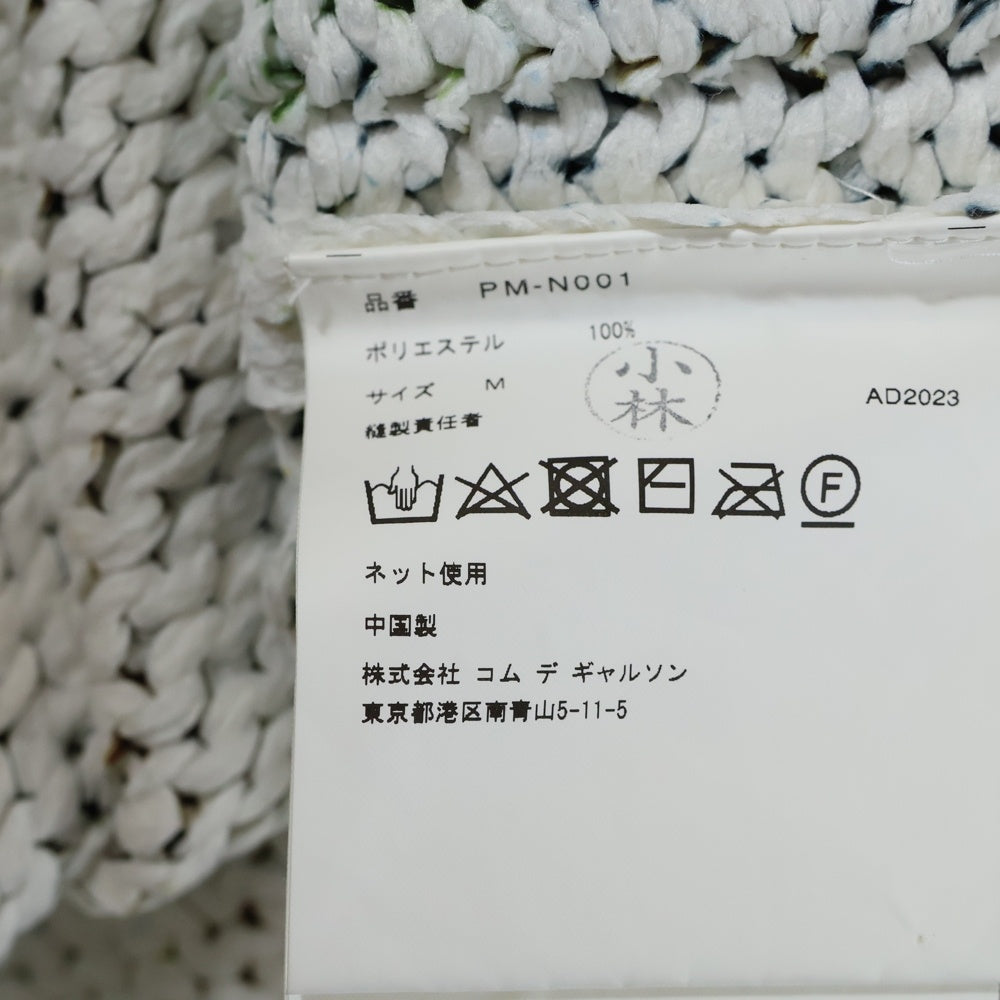 品番 PM-N001
ポリエステル 100%
サイズ M
小林
AD2023
縫製責任者
F
ネット使用
中国製
株式会社 コム デ ギャルソン
東京都港区南青山5-11-5